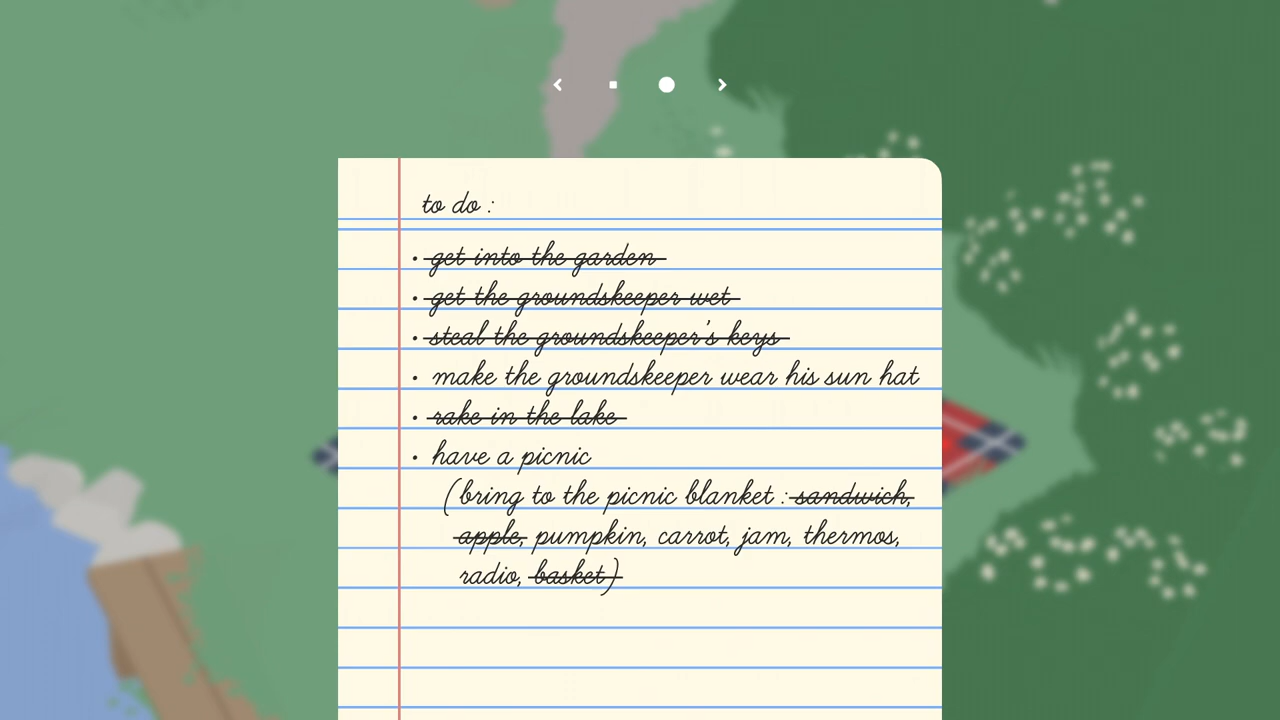 to do :
• get into the garden
• get the groundskeeper wet
• steal the groundskeeper's keys
• make the groundskeeper wear his sun hat
• rake in the lake
• have a picnic
(bring to the picnic blanket : sandwich,
apple, pumpkin, carrot, jam, thermos,
radio, basket)